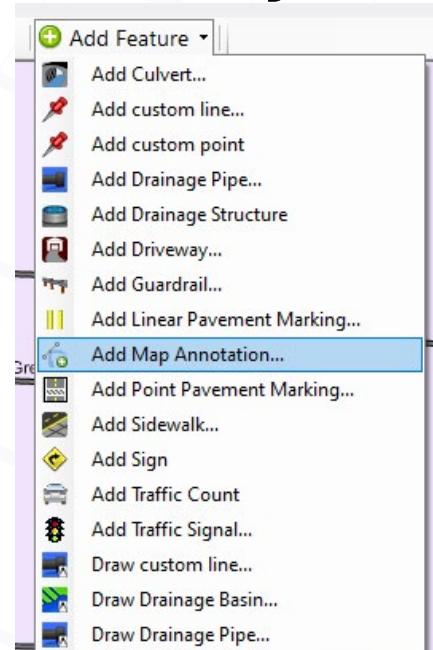 Add Feature
Add Culvert...
Add custom line...
Add custom point
Add Drainage Pipe...
Add Drainage Structure
Add Driveway...
Add Guardrail...
Add Linear Pavement Marking...
Add Map Annotation...
Gre
Add Point Pavement Marking...
Add Sidewalk...
Add Sign
Add Traffic Count
Add Traffic Signal...
Draw custom line...
Draw Drainage Basin...
Draw Drainage Pipe...